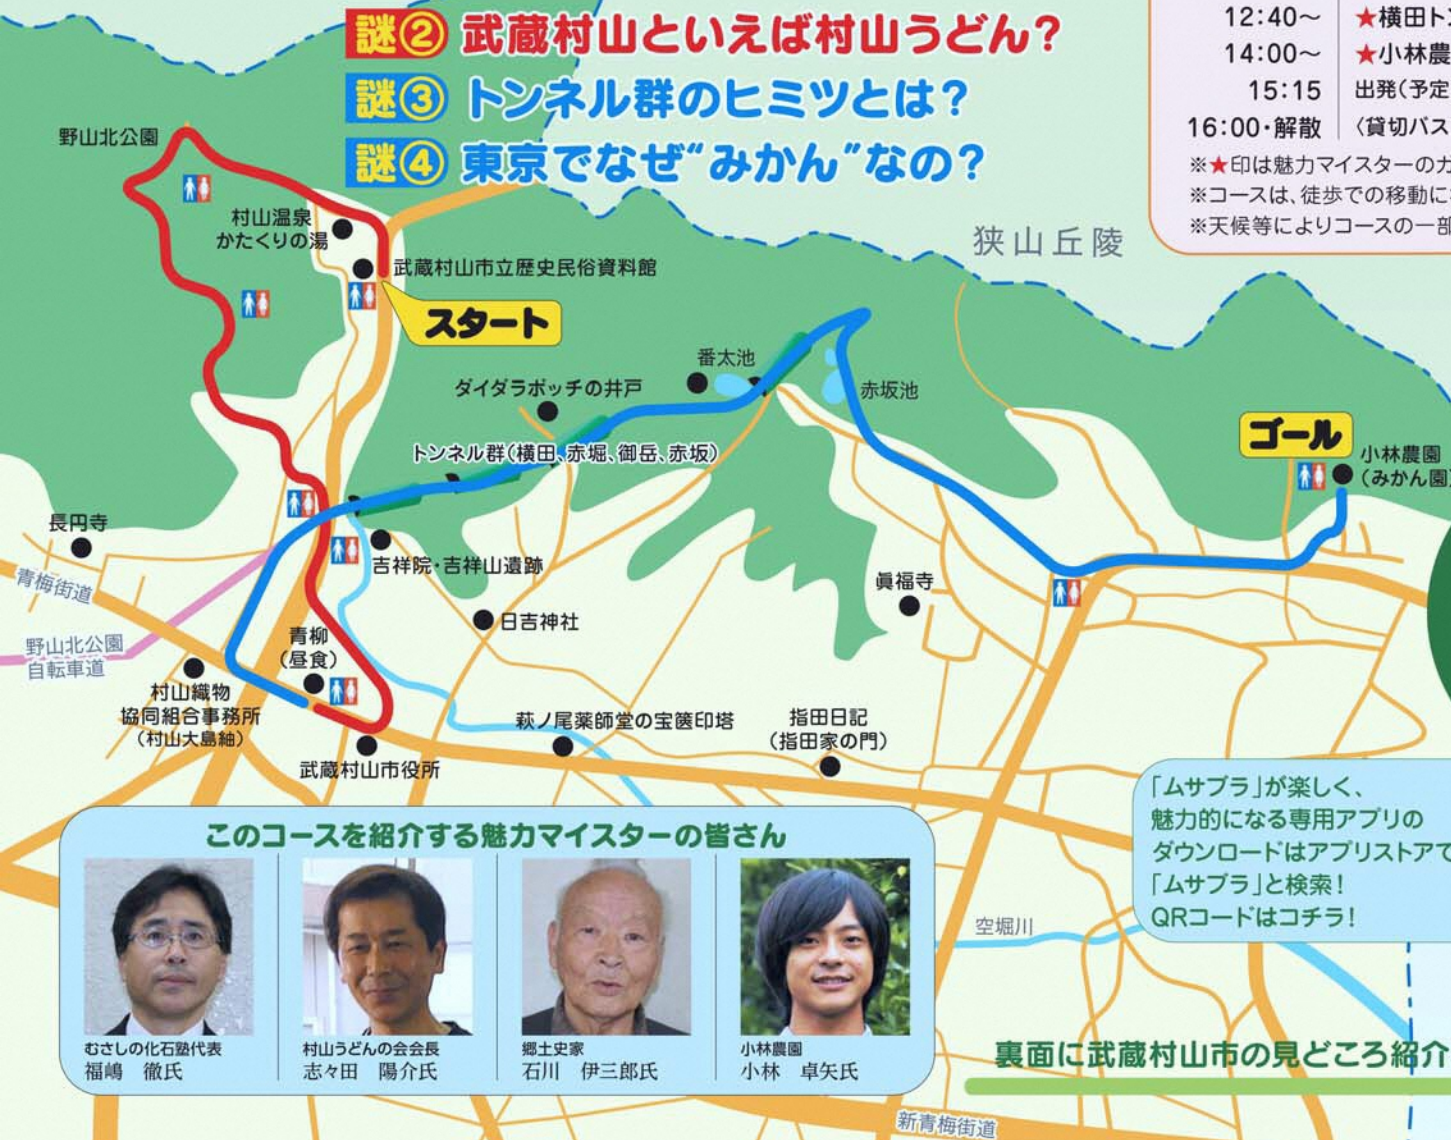 謎② 武蔵村山といえば村山うどん？
謎③ トンネル群のヒミツとは？
謎④ 東京でなぜ“みかん”なの？
12:40～ ★横田ト
14:00～ ★小林農
15:15 出発(予定
16:00・解散 〈貸切バス
※★印は魅力マイスターのガ
※コースは、徒歩での移動に
※天候等によりコースの一部
野山北公園
村山温泉
かたくりの湯
武蔵村山市立歴史民俗資料館
スタート
狭山丘陵
番太池
赤坂池
ダイダラボッチの井戸
トンネル群(横田、赤堀、御岳、赤坂)
ゴール
小林農園
(みかん園)
長円寺
青梅街道
吉祥院・吉祥山遺跡
眞福寺
日吉神社
野山北公園
自転車道
青柳
(昼食)
村山織物
協同組合事務所
(村山大島紬)
武蔵村山市役所
萩ノ尾薬師堂の宝篋印塔
指田日記
(指田家の門)
「ムサブラ」が楽しく、
魅力的になる専用アプリの
ダウンロードはアプリストアで
「ムサブラ」と検索！
QRコードはコチラ！
このコースを紹介する魅力マイスターの皆さん
むさしの化石塾代表
福嶋 徹氏
村山うどんの会会長
志々田 陽介氏
郷土史家
石川 伊三郎氏
小林農園
小林 卓矢氏
空堀川
裏面に武蔵村山市の見どころ紹介
新青梅街道